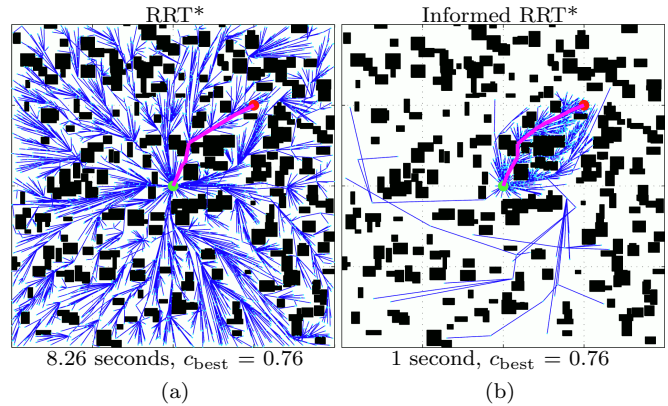 RRT*
Informed RRT*
8.26 seconds, c_best = 0.76
1 second, c_best = 0.76
(a)
(b)